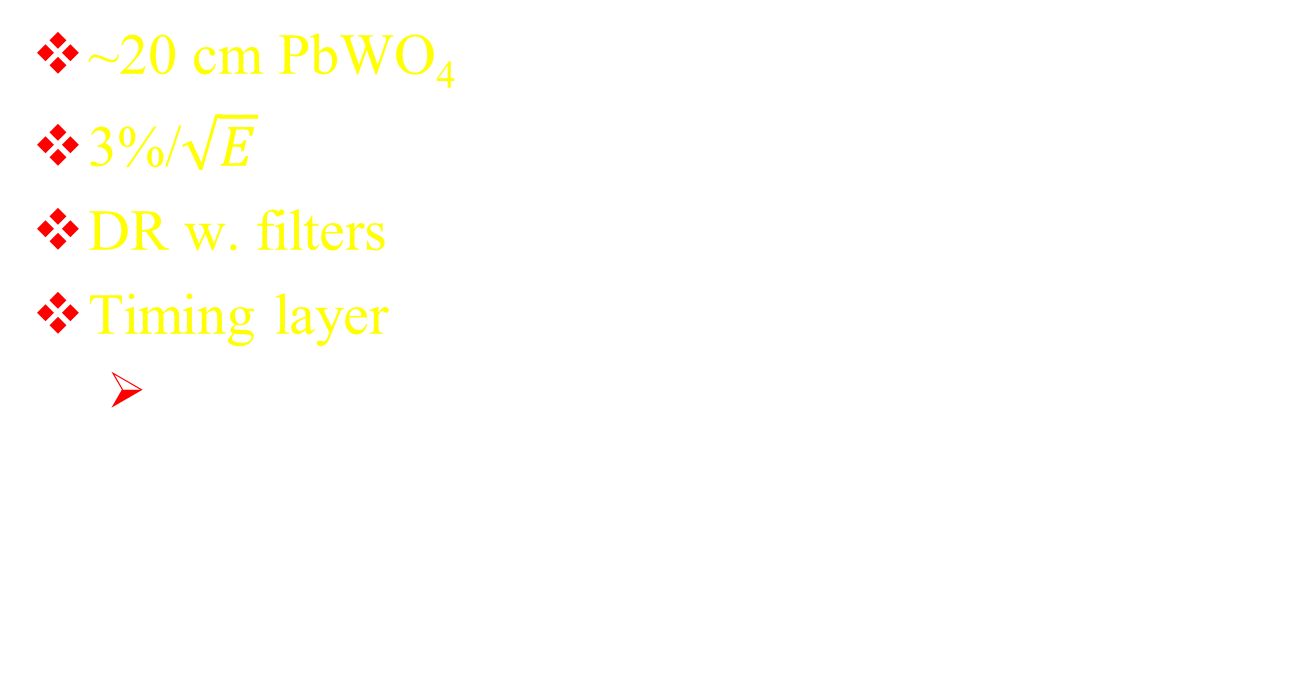 ❖ ~20 cm PbWO₄
❖ 3%/√E
❖ DR w. filters
❖ Timing layer
➢